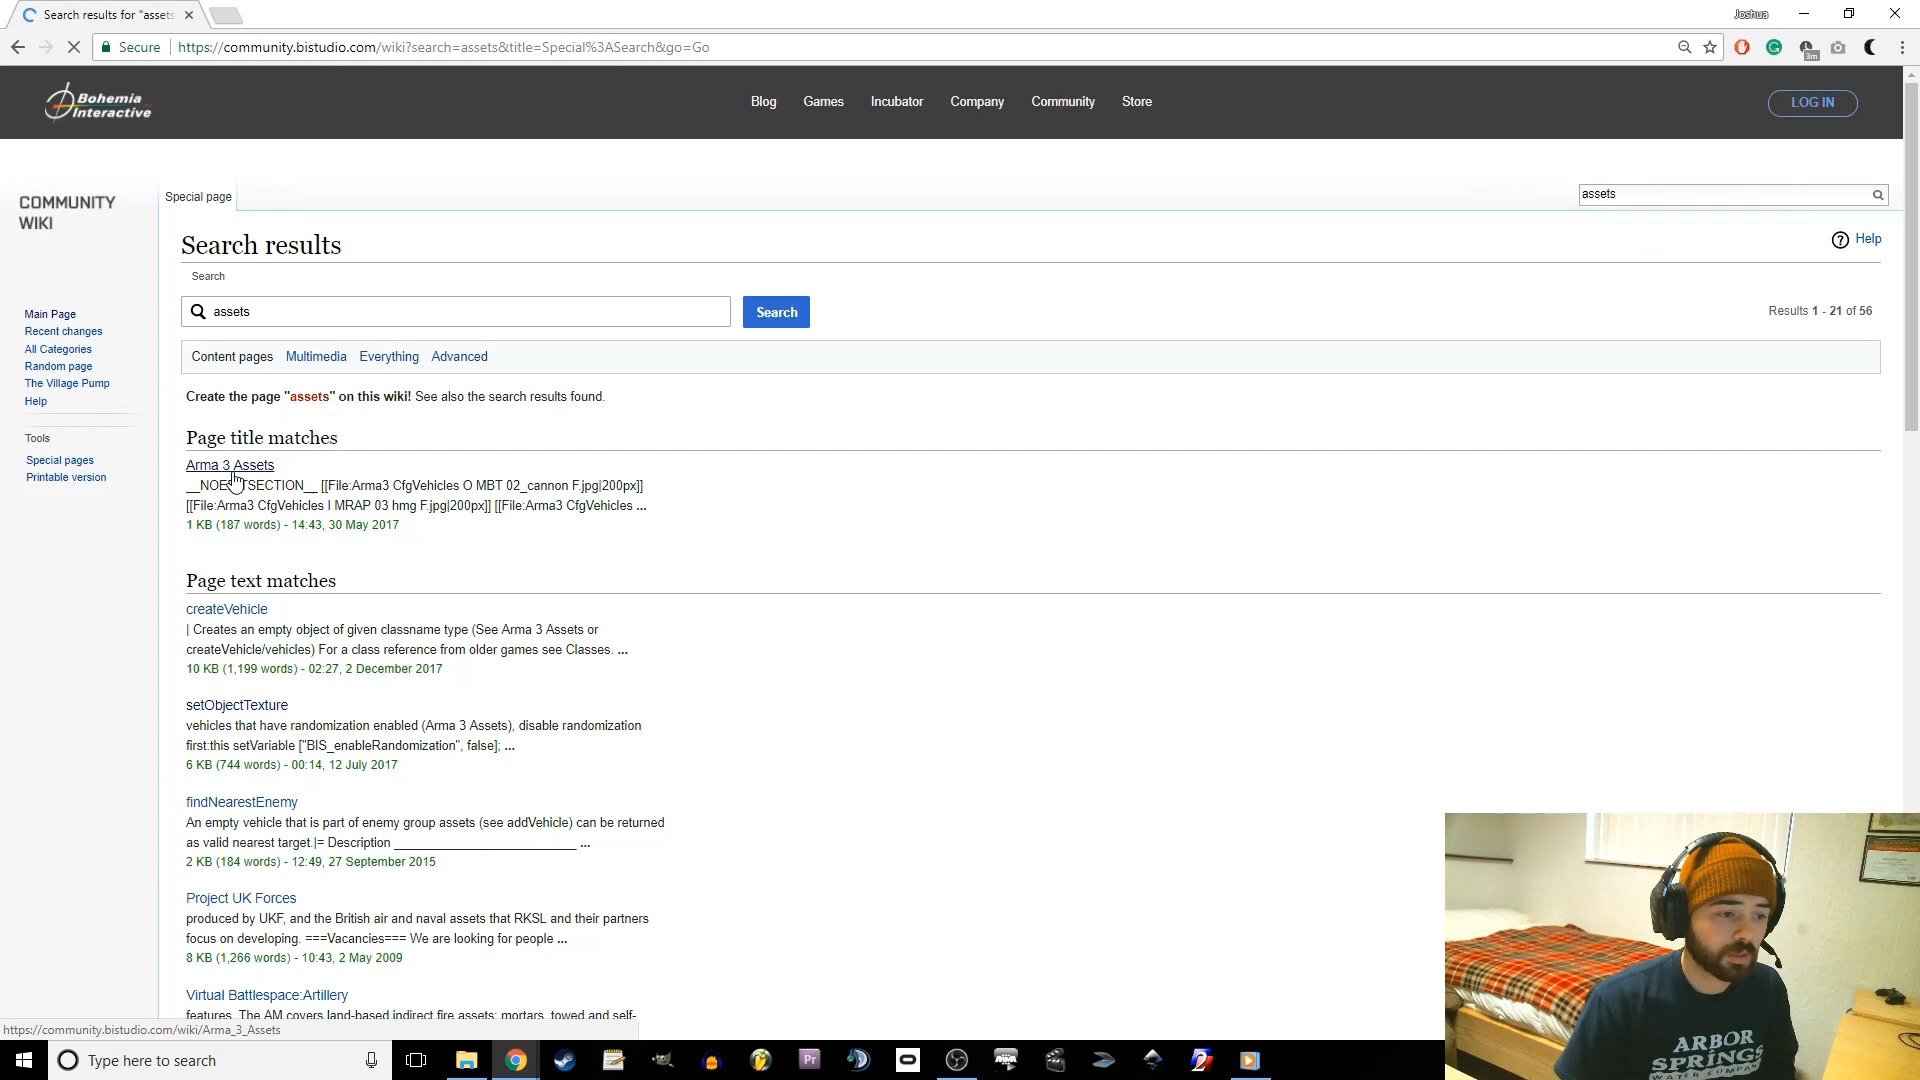 Search results for "assets
Joshua
Secure
https://community.bistudio.com/wiki?search=assets&title=Special%3ASearch&go=Go
3m
Bohemia
Interactive
Blog
Games
Incubator
Company
Community
Store
LOG IN
COMMUNITY
WIKI
Special page
assets
Search results
Help
Search
assets
Search
Results 1 - 21 of 56
Main Page
Recent changes
All Categories
Random page
The Village Pump
Help
Tools
Special pages
Printable version
Content pages
Multimedia
Everything
Advanced
Create the page "assets" on this wiki! See also the search results found.
Page title matches
Arma 3 Assets
[[File:Arma3 CfgVehicles O MBT 02_cannon F.jpg|200px]]
[[File:Arma3 CfgVehicles I MRAP 03 hmg F.jpg|200px]] [[File:Arma3 CfgVehicles ...
1 KB (187 words) - 14:43, 30 May 2017
Page text matches
createVehicle
| Creates an empty object of given classname type (See Arma 3 Assets or
createVehicle/vehicles) For a class reference from older games see Classes. ...
10 KB (1,199 words) - 02:27, 2 December 2017
setObjectTexture
vehicles that have randomization enabled (Arma 3 Assets), disable randomization
first:this setVariable ["BIS_enableRandomization", false]; ...
6 KB (744 words) - 00:14, 12 July 2017
findNearestEnemy
An empty vehicle that is part of enemy group assets (see addVehicle) can be returned
as valid nearest target.|= Description __________________________ ...
2 KB (184 words) - 12:49, 27 September 2015
Project UK Forces
produced by UKF, and the British air and naval assets that RKSL and their partners
focus on developing. ===Vacancies=== We are looking for people ...
8 KB (1,266 words) - 10:43, 2 May 2009
Virtual Battlespace:Artillery
features. The AM covers land-based indirect fire assets: mortars, towed and self-
https://community.bistudio.com/wiki/Arma_3_Assets
Type here to search
Pr
ARBOR
SPRINGS
WATER COMPANY